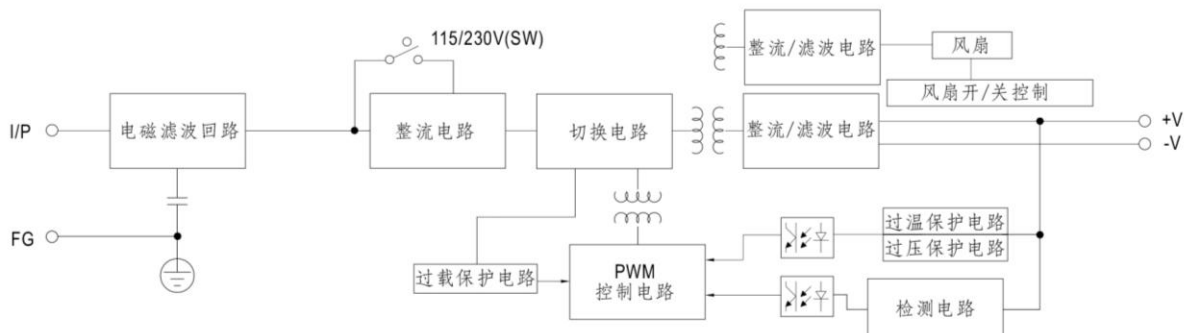 115/230V(SW)
整流/滤波电路
风扇
风扇开/关控制
I/P
电磁滤波回路
整流电路
切换电路
整流/滤波电路
+V
-V
FG
过载保护电路
PWM
控制电路
过温保护电路
过压保护电路
检测电路